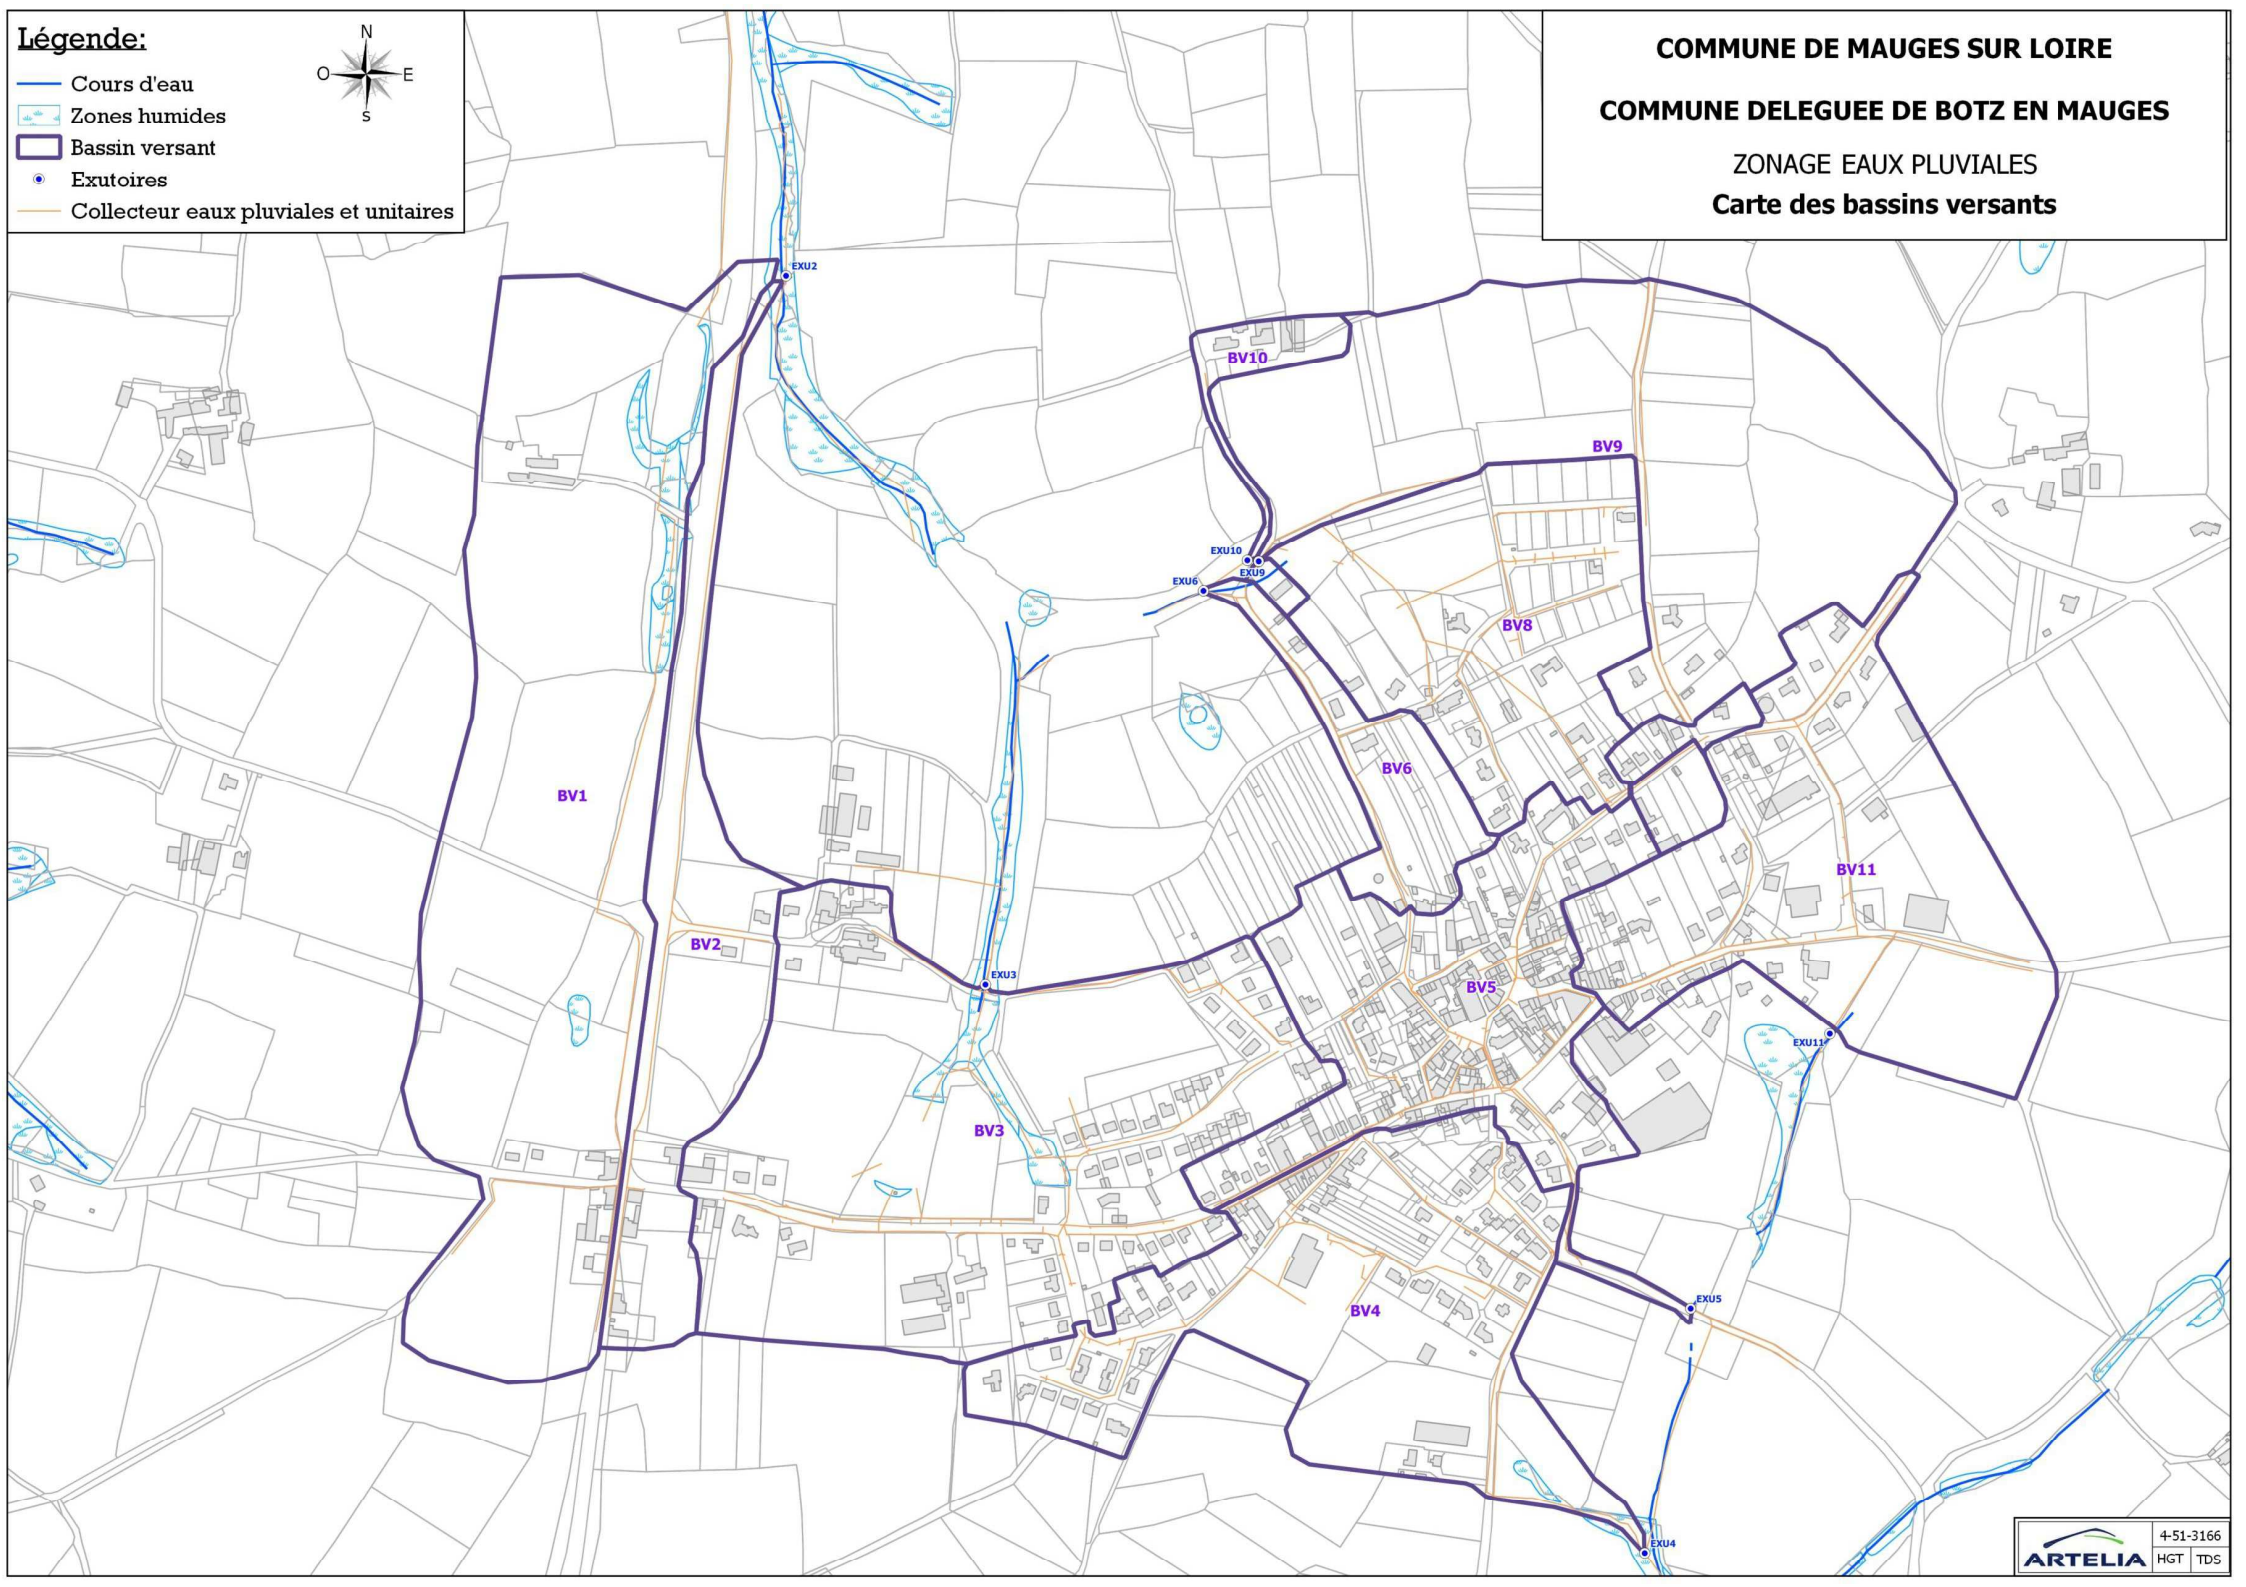 Légende:
Cours d'eau
Zones humides
Bassin versant
Exutoires
Collecteur eaux pluviales et unitaires
N
O
E
S
COMMUNE DE MAUGES SUR LOIRE
COMMUNE DELEGUEE DE BOTZ EN MAUGES
ZONAGE EAUX PLUVIALES
Carte des bassins versants
EXU2
BV10
BV9
EXU10
EXU9
EXU6
BV8
BV6
BV1
BV11
BV2
EXU3
BV5
EXU11
BV3
EXU5
BV4
EXU4
ARTELIA
4-51-3166
HGT
TDS